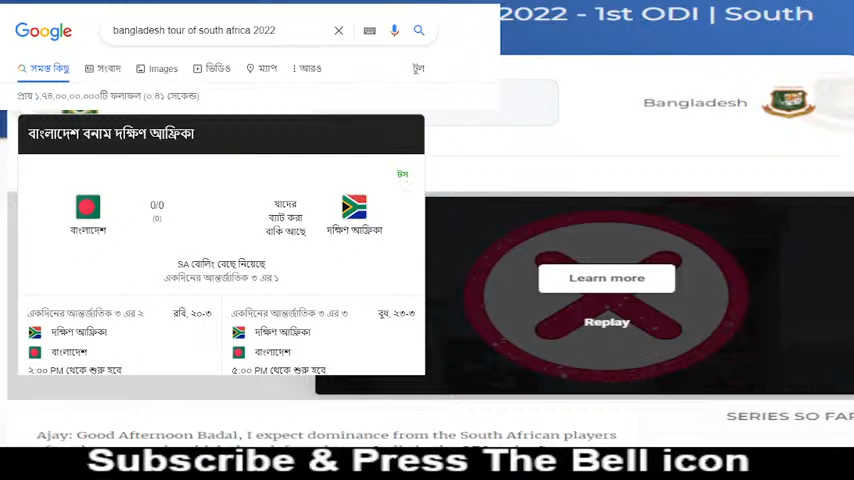 2022 - 1st ODI | South
Google
bangladesh tour of south africa 2022
সমস্ত কিছু
সংবাদ
Images
ভিডিও
ম্যাপ
আরও
টুল
প্রায় ১,৭৪,০০,০০,০০০টি ফলাফল (০.৪১ সেকেন্ড)
Bangladesh
বাংলাদেশ বনাম দক্ষিণ আফ্রিকা
টস
0/0
(0)
যাদের
ব্যাট করা
বাকি আছে
বাংলাদেশ
দক্ষিণ আফ্রিকা
SA বোলিং বেছে নিয়েছে
একদিনের আন্তর্জাতিক ৩ এর ১
Learn more
Replay
একদিনের আন্তর্জাতিক ৩ এর ২
রবি, ২০-৩
দক্ষিণ আফ্রিকা
বাংলাদেশ
২:০০ PM থেকে শুরু হবে
একদিনের আন্তর্জাতিক ৩ এর ৩
বুধ, ২৩-৩
দক্ষিণ আফ্রিকা
বাংলাদেশ
৫:০০ PM থেকে শুরু হবে
SERIES SO FAR
Ajay: Good Afternoon Badal, I expect dominance from the South African players
Subscribe & Press The Bell icon